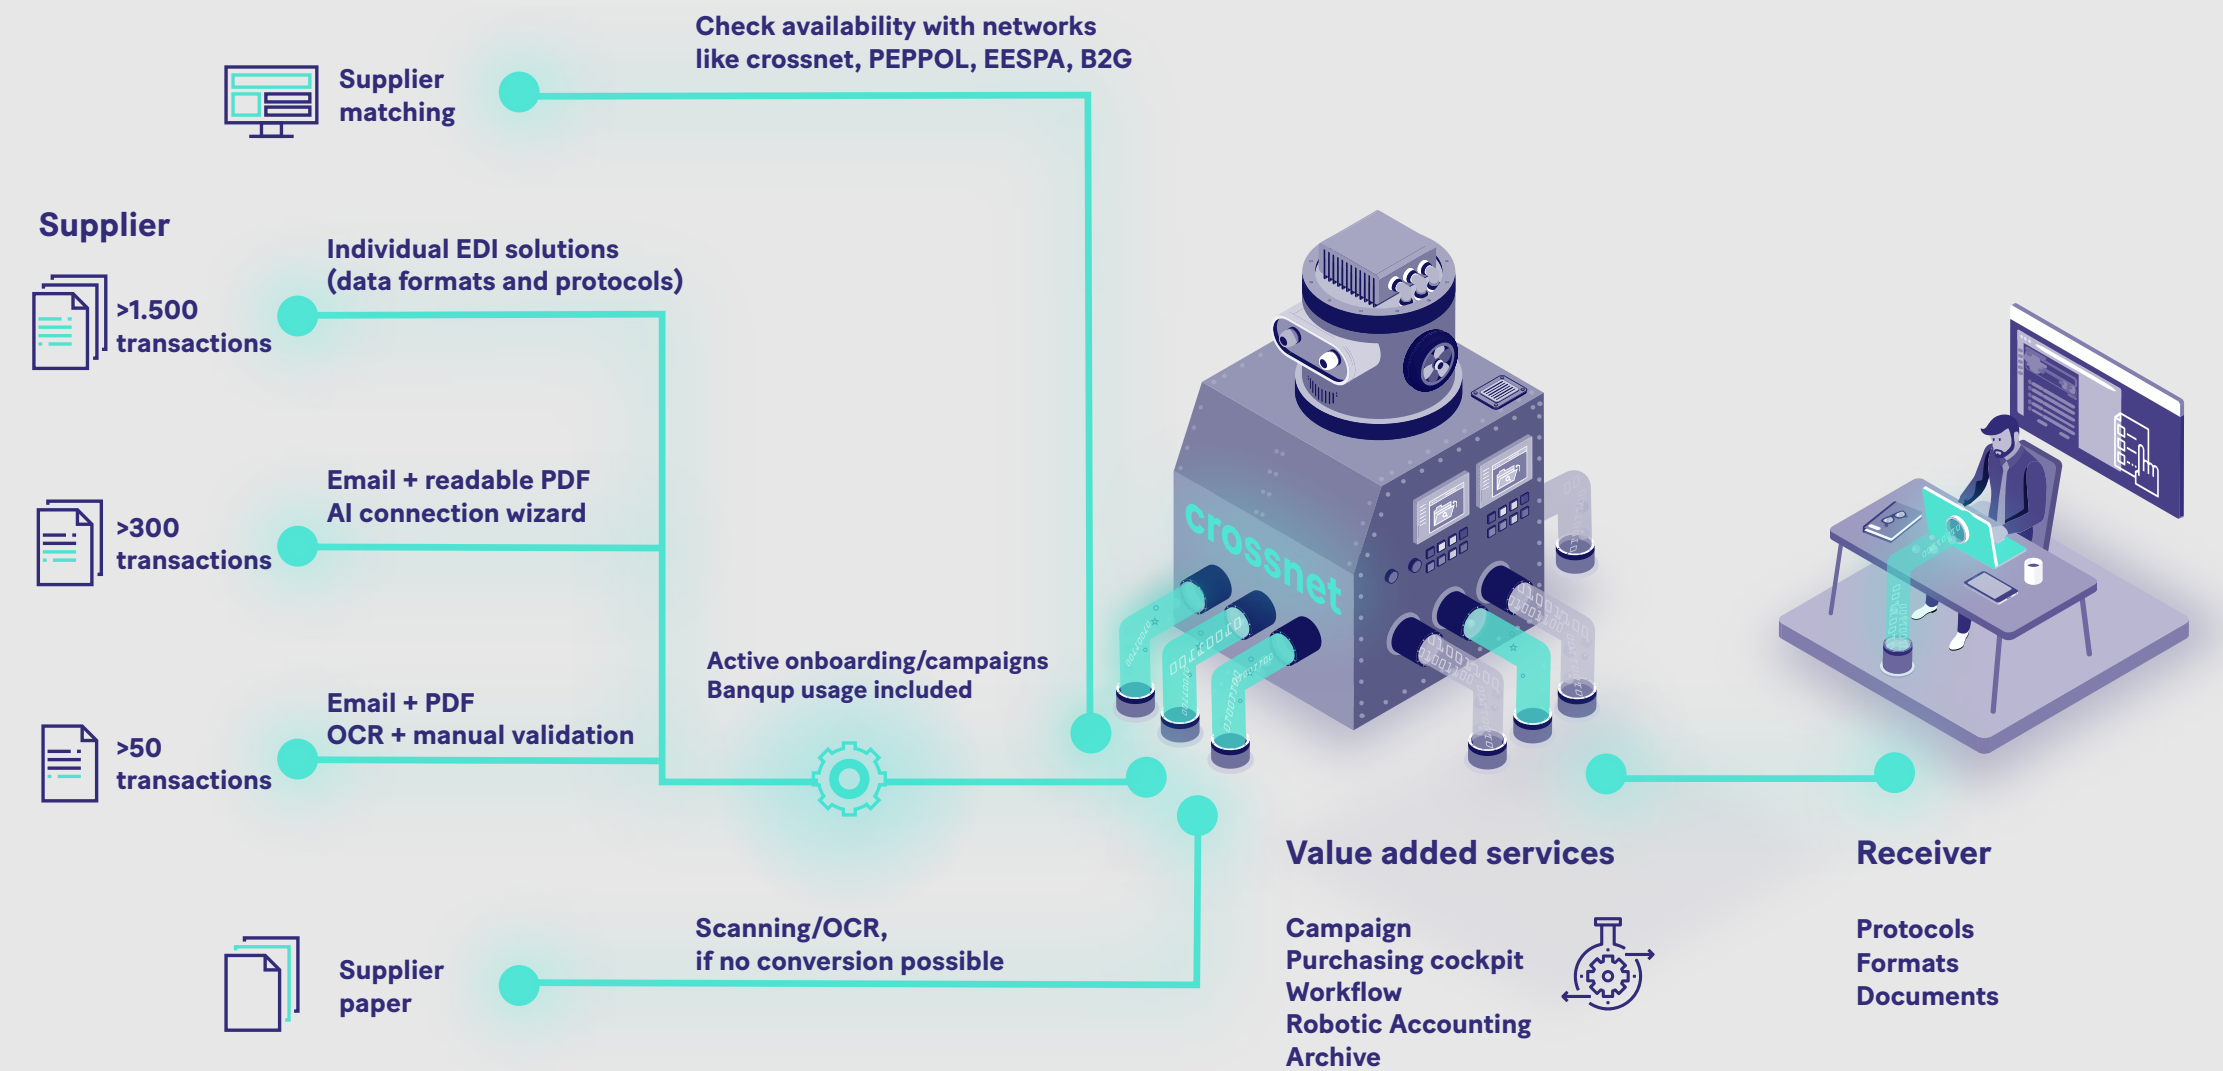 Check availability with networks
like crossnet, PEPPOL, EESPA, B2G
Supplier
matching
Supplier
Individual EDI solutions
(data formats and protocols)
>1.500
transactions
Email + readable PDF
AI connection wizard
>300
transactions
crossnet
Active onboarding/campaigns
Banqup usage included
Email + PDF
OCR + manual validation
>50
transactions
Scanning/OCR,
if no conversion possible
Supplier
paper
Value added services
Campaign
Purchasing cockpit
Workflow
Robotic Accounting
Archive
Receiver
Protocols
Formats
Documents